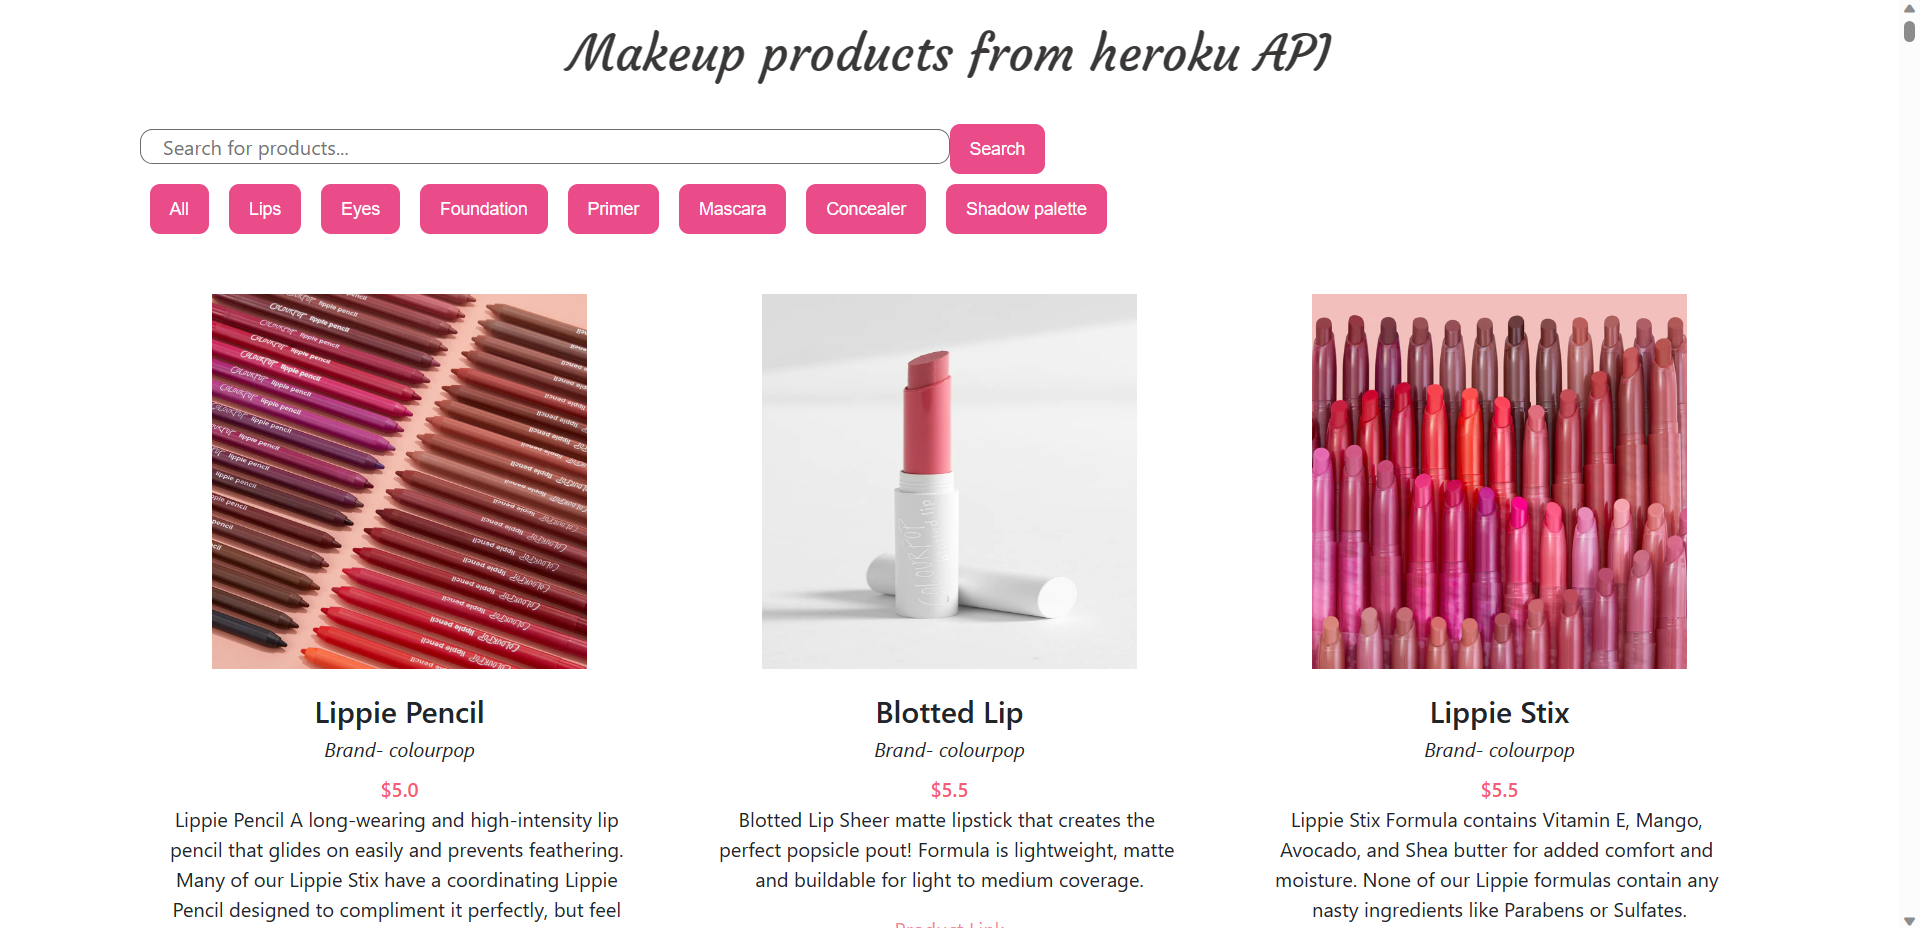 Makeup products from heroku API
Search for products...
Search
All
Lips
Eyes
Foundation
Primer
Mascara
Concealer
Shadow palette
COLOURPOP lippie pencil
COLOURPOP
Lippie Pencil
Brand- colourpop
$5.0
Lippie Pencil A long-wearing and high-intensity lip
pencil that glides on easily and prevents feathering.
Many of our Lippie Stix have a coordinating Lippie
Pencil designed to compliment it perfectly, but feel
Blotted Lip
Brand- colourpop
$5.5
Blotted Lip Sheer matte lipstick that creates the
perfect popsicle pout! Formula is lightweight, matte
and buildable for light to medium coverage.
Product Link
Lippie Stix
Brand- colourpop
$5.5
Lippie Stix Formula contains Vitamin E, Mango,
Avocado, and Shea butter for added comfort and
moisture. None of our Lippie formulas contain any
nasty ingredients like Parabens or Sulfates.